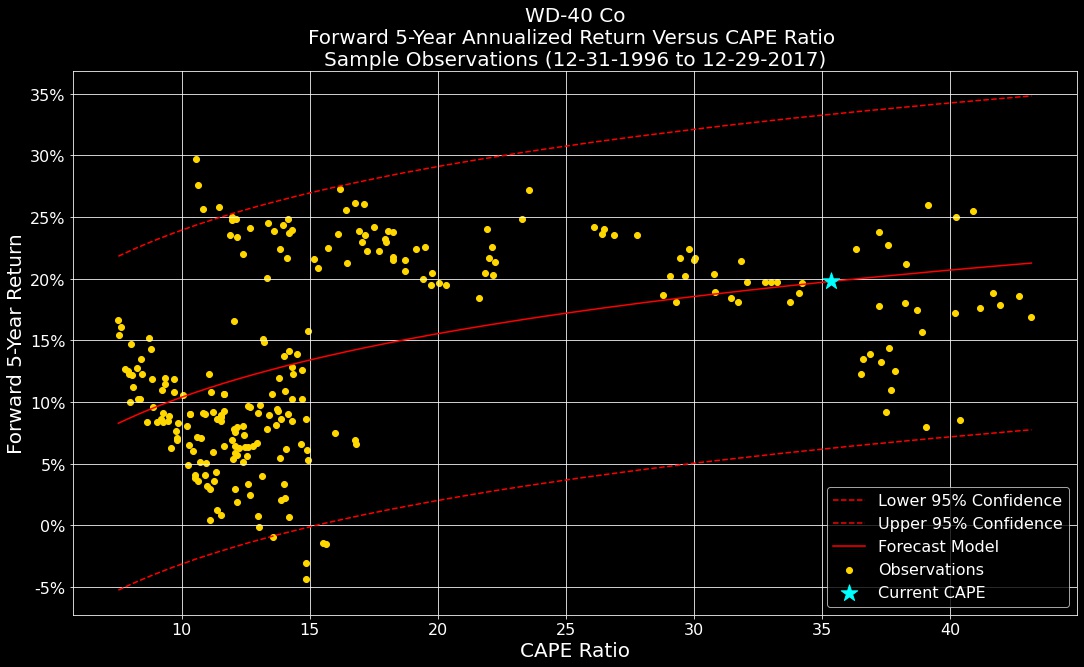 WD-40 Co
Forward 5-Year Annualized Return Versus CAPE Ratio
Sample Observations (12-31-1996 to 12-29-2017)
35%
30%
25%
20%
15%
10%
5%
0%
-5%
Forward 5-Year Return
Lower 95% Confidence
Upper 95% Confidence
Forecast Model
Observations
Current CAPE
10 15 20 25 30 35 40
CAPE Ratio